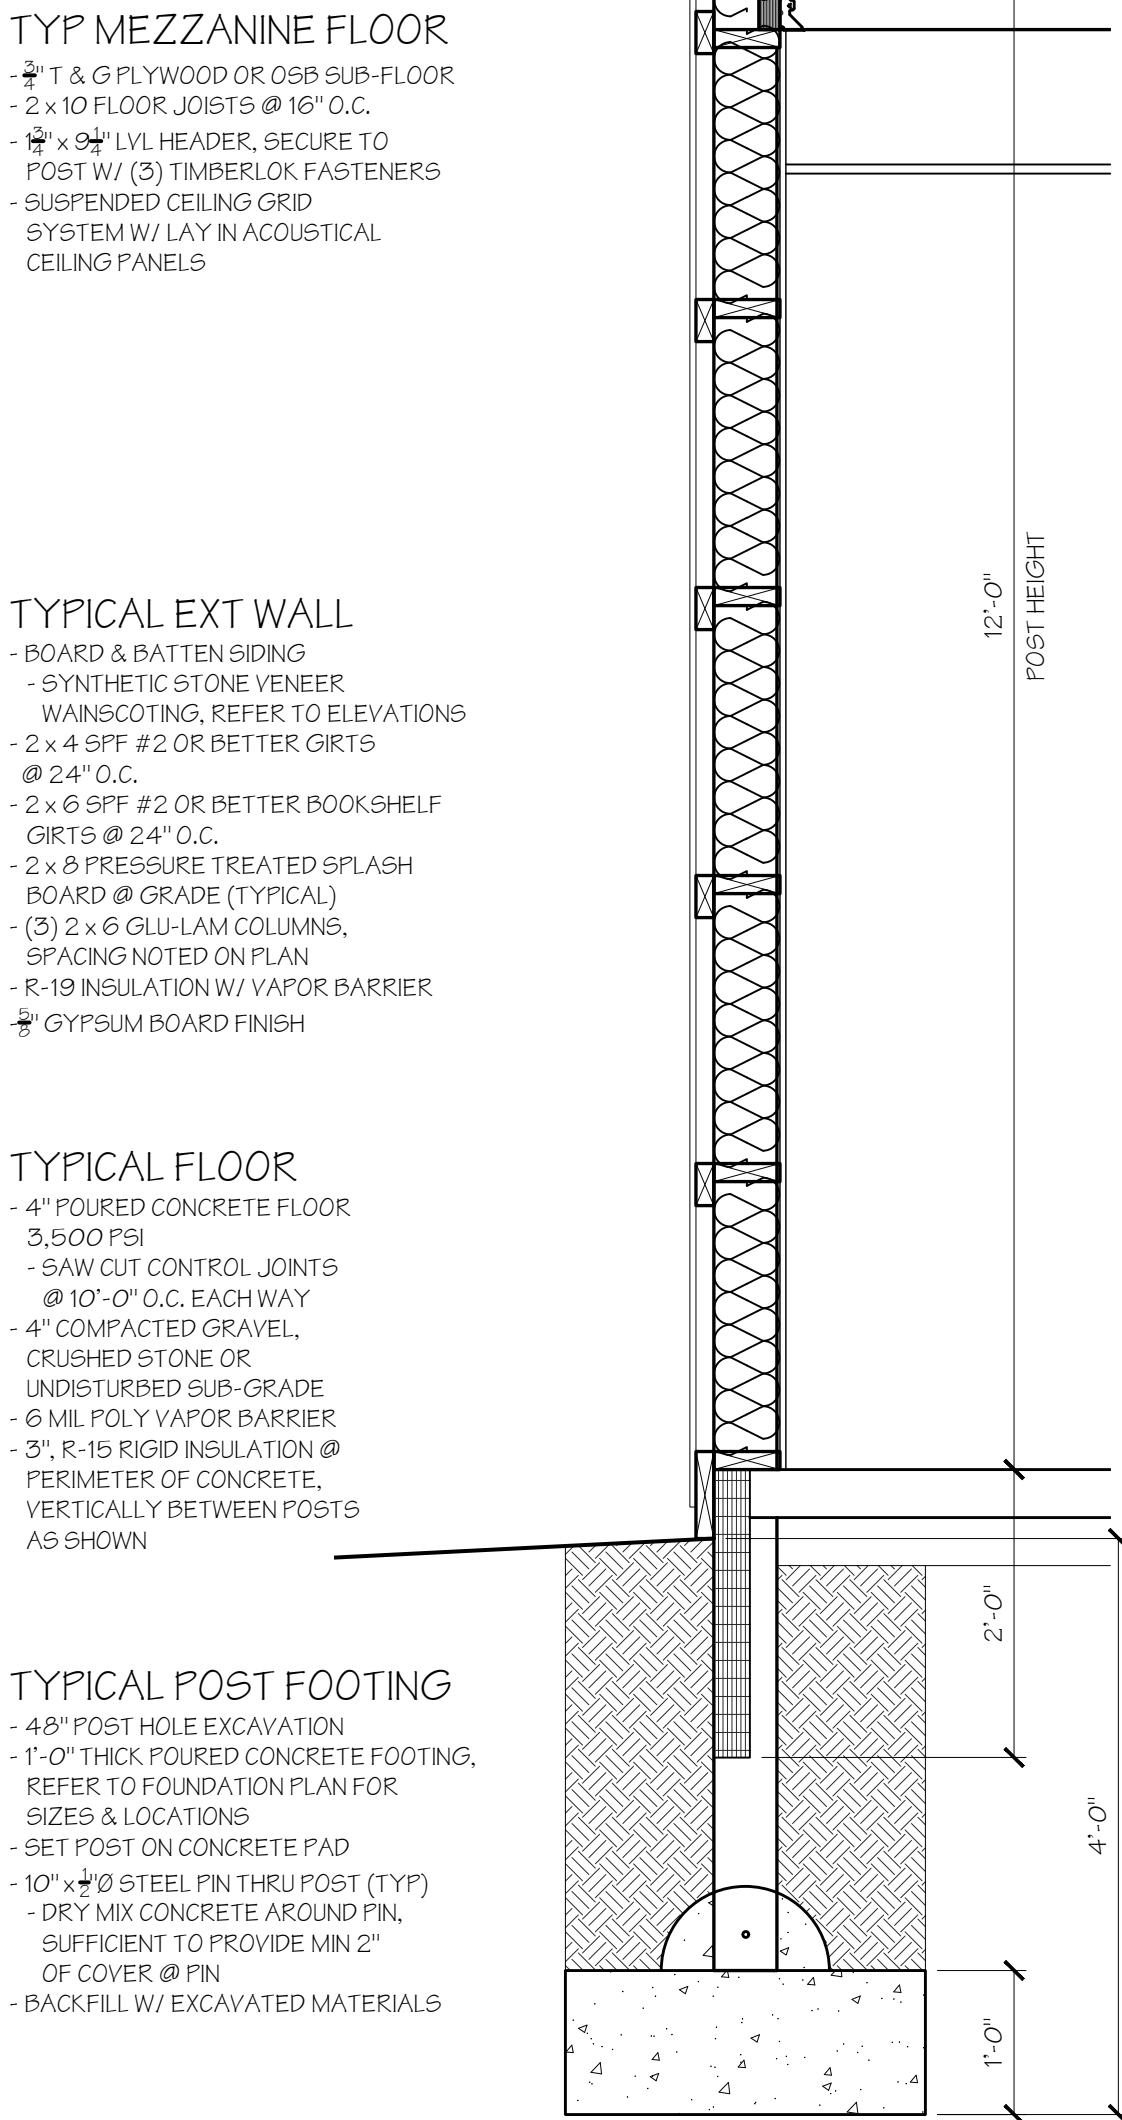 TYP MEZZANINE FLOOR
- 3/4" T & G PLYWOOD OR OSB SUB-FLOOR
- 2 x 10 FLOOR JOISTS @ 16" O.C.
- 1 3/4" x 9 1/4" LVL HEADER, SECURE TO
POST W/ (3) TIMBERLOK FASTENERS
- SUSPENDED CEILING GRID
SYSTEM W/ LAY IN ACOUSTICAL
CEILING PANELS
TYPICAL EXT WALL
- BOARD & BATTEN SIDING
- SYNTHETIC STONE VENEER
WAINSCOTING, REFER TO ELEVATIONS
- 2 x 4 SPF #2 OR BETTER GIRTS
@ 24" O.C.
- 2 x 6 SPF #2 OR BETTER BOOKSHELF
GIRTS @ 24" O.C.
- 2 x 8 PRESSURE TREATED SPLASH
BOARD @ GRADE (TYPICAL)
- (3) 2 x 6 GLU-LAM COLUMNS,
SPACING NOTED ON PLAN
- R-19 INSULATION W/ VAPOR BARRIER
- 5/8" GYPSUM BOARD FINISH
TYPICAL FLOOR
- 4" POURED CONCRETE FLOOR
3,500 PSI
- SAW CUT CONTROL JOINTS
@ 10'-0" O.C. EACH WAY
- 4" COMPACTED GRAVEL,
CRUSHED STONE OR
UNDISTURBED SUB-GRADE
- 6 MIL POLY VAPOR BARRIER
- 3", R-15 RIGID INSULATION @
PERIMETER OF CONCRETE,
VERTICALLY BETWEEN POSTS
AS SHOWN
TYPICAL POST FOOTING
- 48" POST HOLE EXCAVATION
- 1'-0" THICK POURED CONCRETE FOOTING,
REFER TO FOUNDATION PLAN FOR
SIZES & LOCATIONS
- SET POST ON CONCRETE PAD
- 10" x 1/2"Ø STEEL PIN THRU POST (TYP)
- DRY MIX CONCRETE AROUND PIN,
SUFFICIENT TO PROVIDE MIN 2"
OF COVER @ PIN
- BACKFILL W/ EXCAVATED MATERIALS
12'-0"
POST HEIGHT
2'-0"
4'-0"
1'-0"